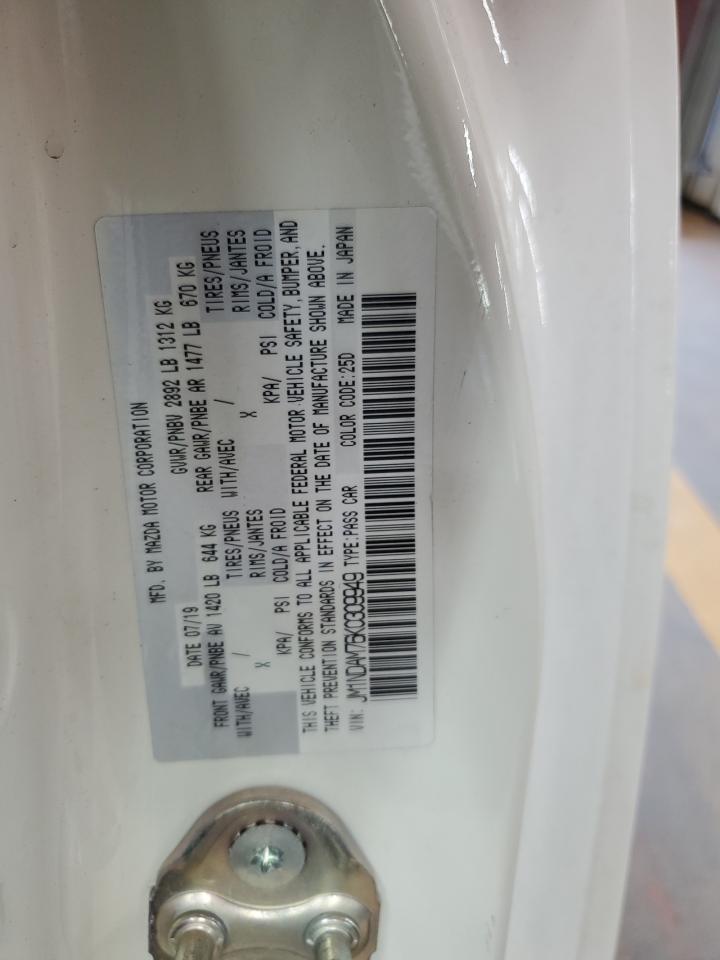 MFD. BY MAZDA MOTOR CORPORATION
DATE 07/19 GVWR/PNBV 2892 LB 1312 KG
FRONT GAWR/PNBE AV 1420 LB 644 KG REAR GAWR/PNBE AR 1477 LB 670 KG
WITH/AVEC / TIRES/PNEUS WITH/AVEC / TIRES/PNEUS
X RIMS/JANTES X RIMS/JANTES
KPA/ PSI COLD/A FROID KPA/ PSI COLD/A FROID
THIS VEHICLE CONFORMS TO ALL APPLICABLE FEDERAL MOTOR VEHICLE SAFETY, BUMPER, AND
THEFT PREVENTION STANDARDS IN EFFECT ON THE DATE OF MANUFACTURE SHOWN ABOVE.
VIN: JM1NDAM76K0309949 TYPE:PASS CAR COLOR CODE:25D MADE IN JAPAN